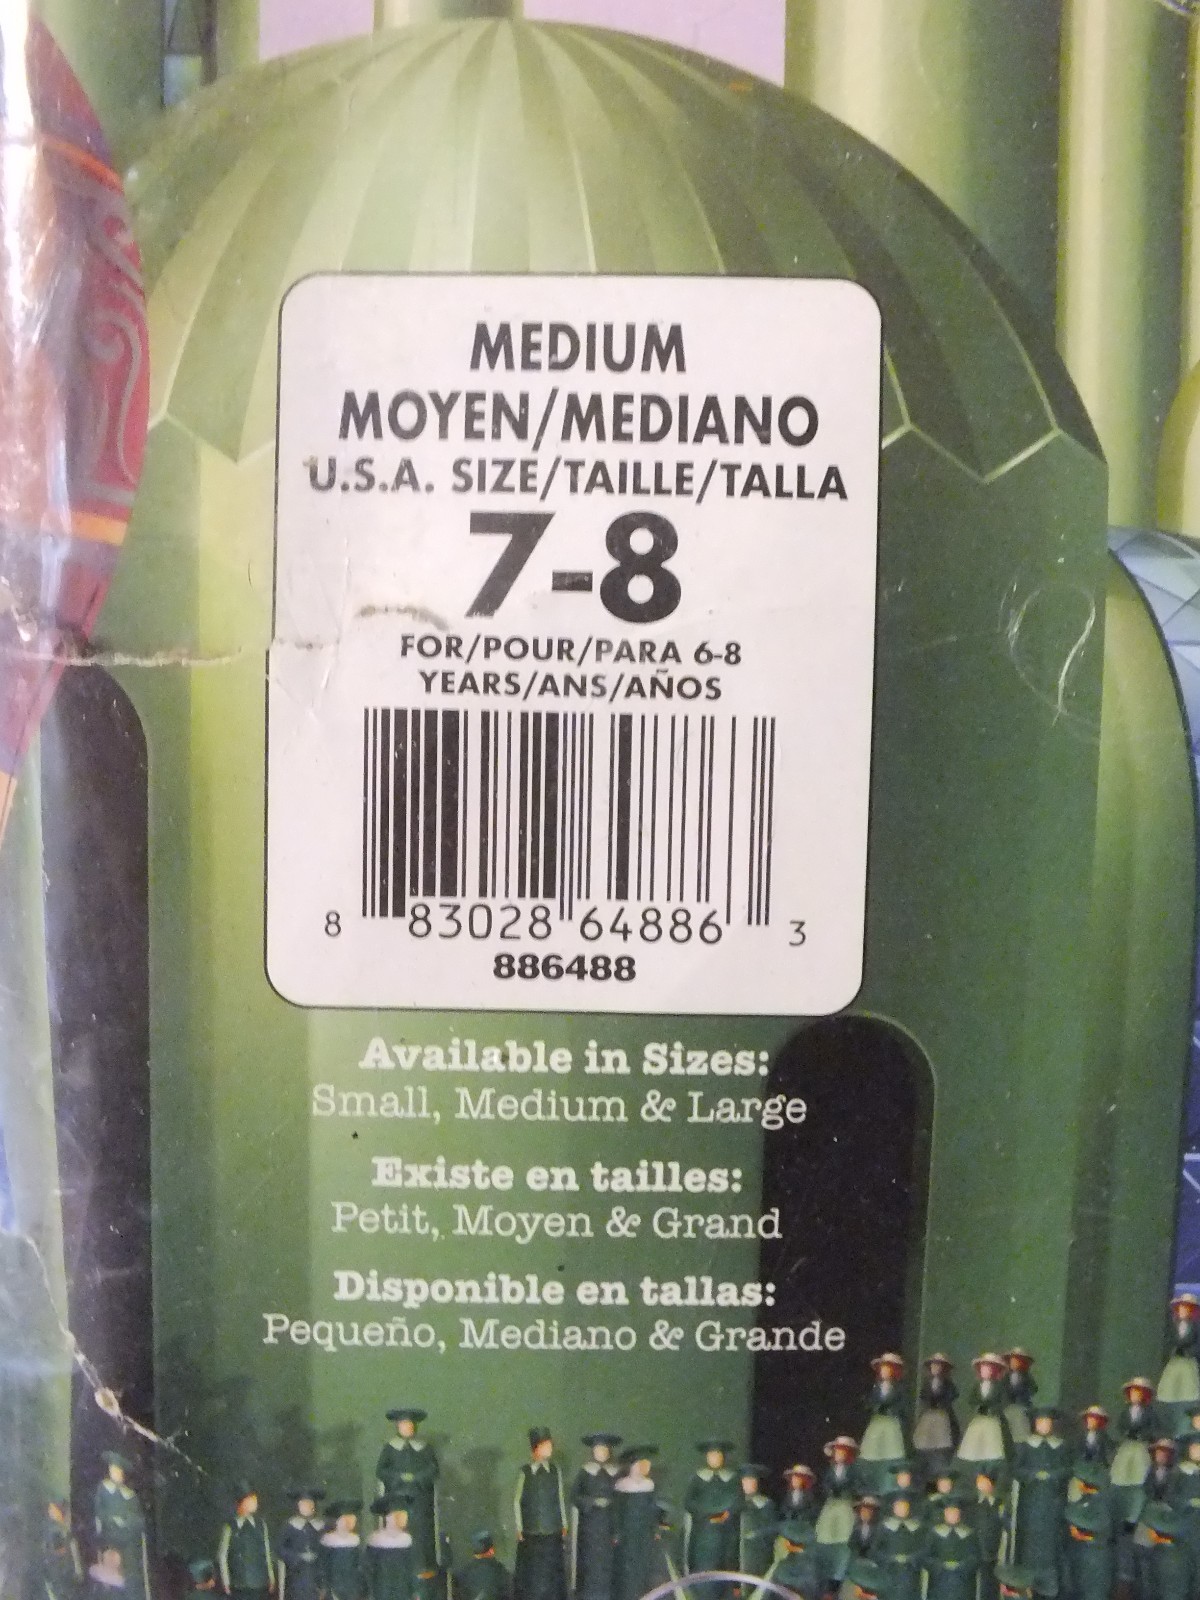 MEDIUM
MOYEN/MEDIANO
U.S.A. SIZE/TAILLE/TALLA
7-8
FOR/POUR/PARA 6-8
YEARS/ANS/AÑOS
8 83028 64886 3
886488
Available in Sizes:
Small, Medium & Large
Existe en tailles:
Petit, Moyen & Grand
Disponible en tallas:
Pequeño, Mediano & Grande